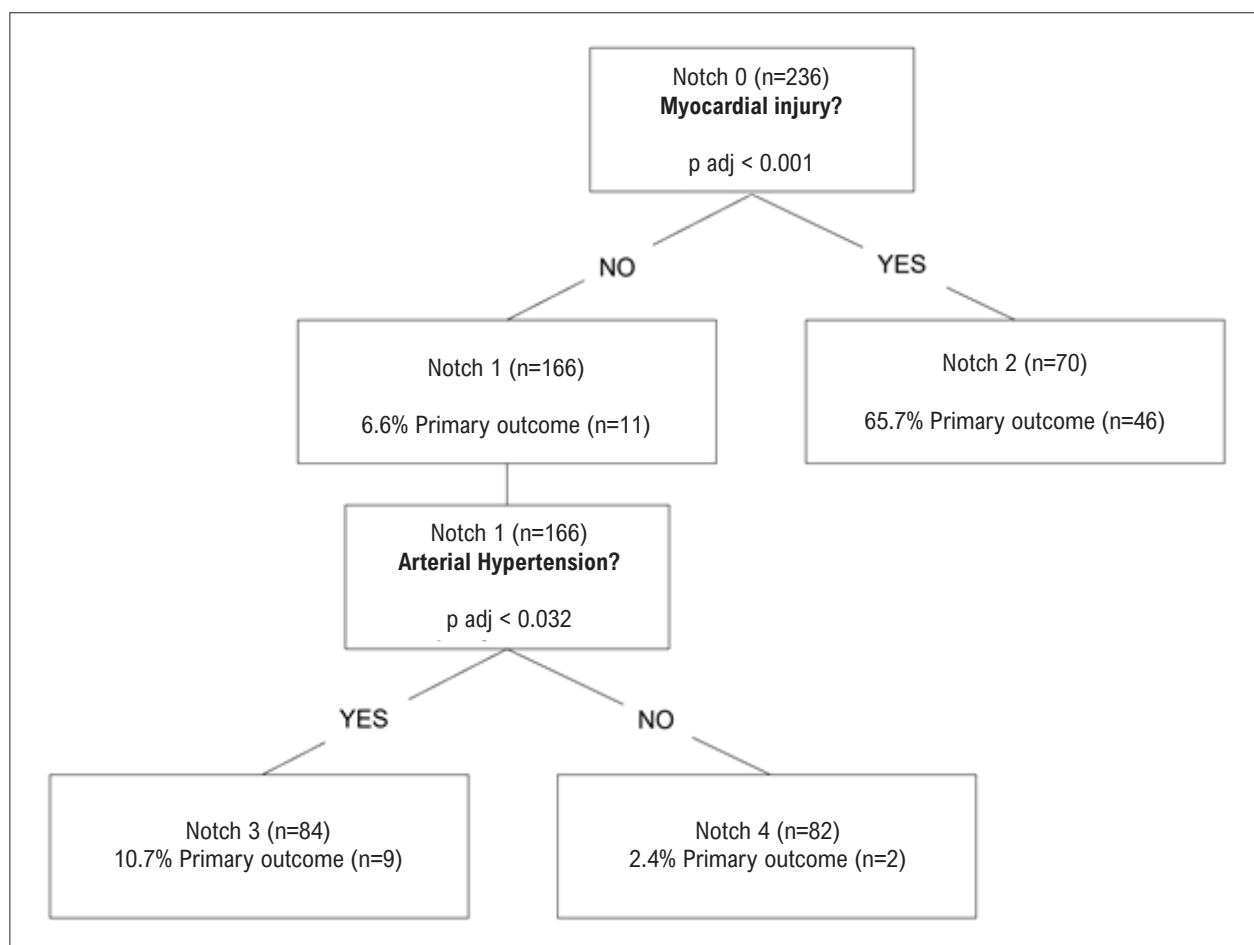 Notch 0 (n=236)
Myocardial injury?
p adj < 0.001
NO
YES
Notch 1 (n=166)
6.6% Primary outcome (n=11)
Notch 2 (n=70)
65.7% Primary outcome (n=46)
Notch 1 (n=166)
Arterial Hypertension?
p adj < 0.032
YES
NO
Notch 3 (n=84)
10.7% Primary outcome (n=9)
Notch 4 (n=82)
2.4% Primary outcome (n=2)